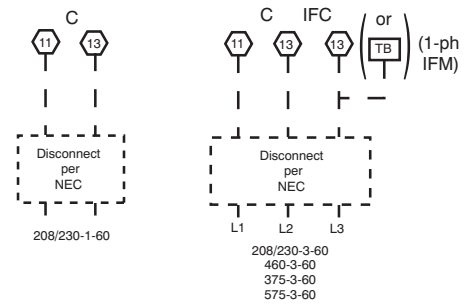 C
11 13
Disconnect
per
NEC
208/230-1-60
C IFC
11 13 13
or
TB
(1-ph
IFM)
Disconnect
per
NEC
L1 L2 L3
208/230-3-60
460-3-60
375-3-60
575-3-60